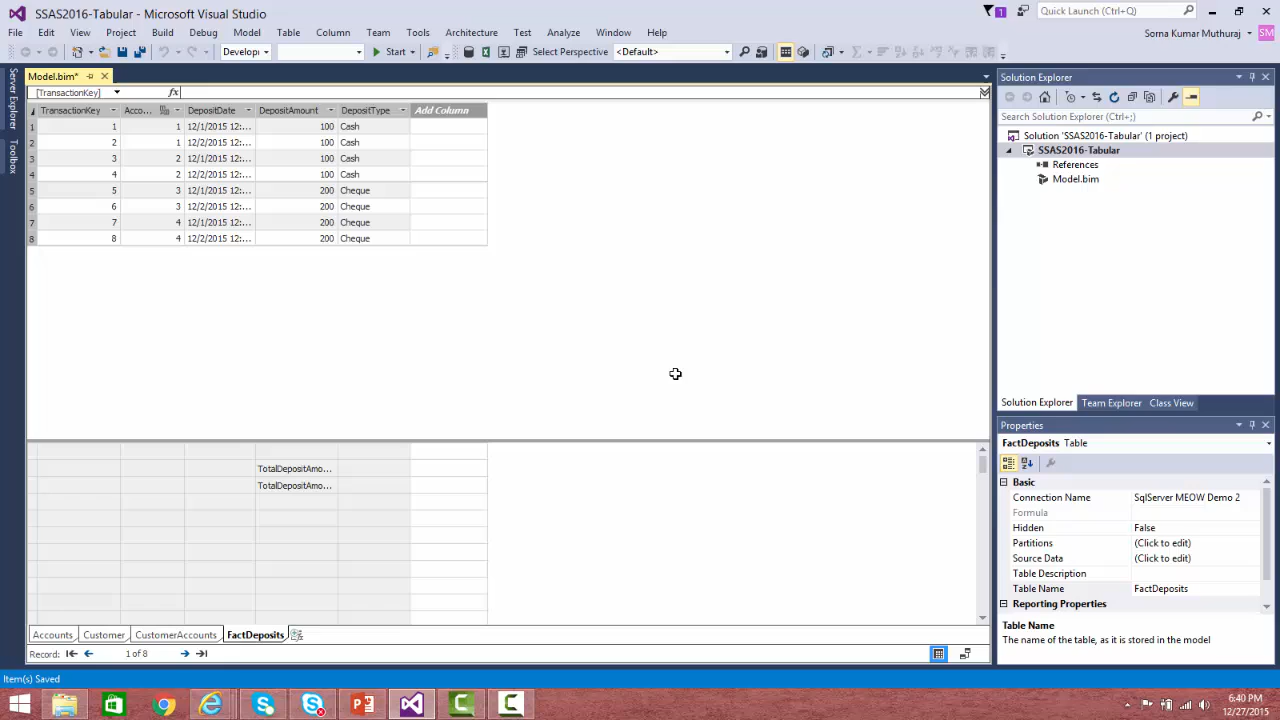 SSAS2016-Tabular - Microsoft Visual Studio
1
Quick Launch (Ctrl+Q)
File Edit View Project Build Debug Team Model Table Column Team Tools Architecture Test Analyze Window Help
Sorna Kumar Muthuraj SM
Develop Start Select Perspective <Default>
Server Explorer
Toolbox
Model.bim*
[TransactionKey] fx
TransactionKey Acco... DepositDate DepositAmount DepositType Add Column
1 1 1 12/1/2015 12:... 100 Cash
2 2 1 12/2/2015 12:... 100 Cash
3 3 2 12/1/2015 12:... 100 Cash
4 4 2 12/2/2015 12:... 100 Cash
5 5 3 12/1/2015 12:... 200 Cheque
6 6 3 12/2/2015 12:... 200 Cheque
7 7 4 12/1/2015 12:... 200 Cheque
8 8 4 12/2/2015 12:... 200 Cheque
TotalDepositAmo...
TotalDepositAmo...
Accounts Customer CustomerAccounts FactDeposits
Record: 1 of 8
Solution Explorer
Search Solution Explorer (Ctrl+;)
Solution 'SSAS2016-Tabular' (1 project)
SSAS2016-Tabular
References
Model.bim
Solution Explorer Team Explorer Class View
Properties
FactDeposits Table
Basic
Connection Name SqlServer MEOW Demo 2
Formula
Hidden False
Partitions (Click to edit)
Source Data (Click to edit)
Table Description
Table Name FactDeposits
Reporting Properties
Table Name
The name of the table, as it is stored in the model
Item(s) Saved
6:40 PM
12/27/2015